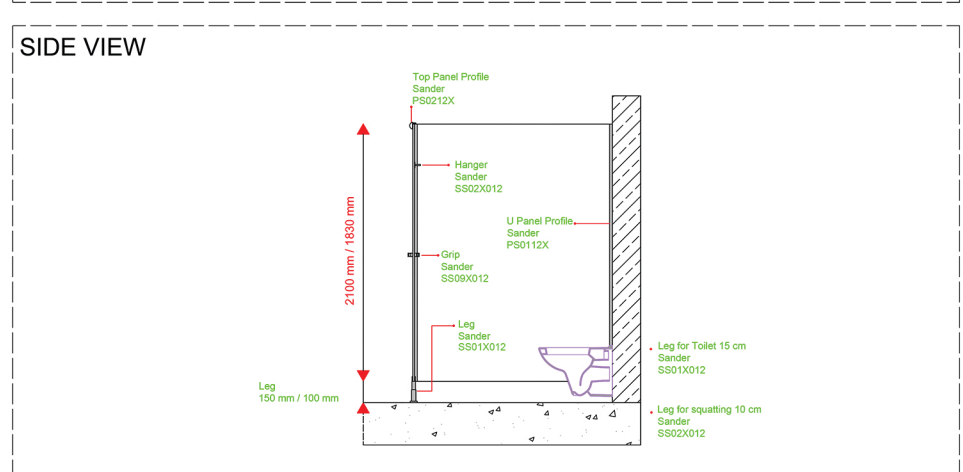 SIDE VIEW
Top Panel Profile
Sander
PS0212X
Hanger
Sander
SS02X012
U Panel Profile
Sander
PS0112X
2100 mm / 1830 mm
Grip
Sander
SS09X012
Leg
Sander
SS01X012
Leg for Toilet 15 cm
Sander
SS01X012
Leg
150 mm / 100 mm
Leg for squatting 10 cm
Sander
SS02X012